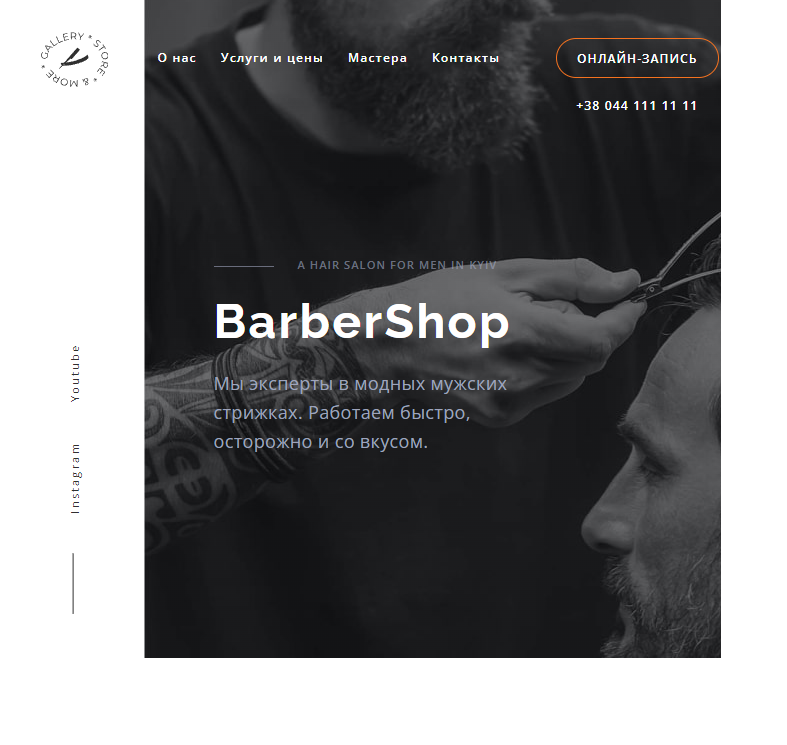 GALLERY * STORE * & MORE *
О нас Услуги и цены Мастера Контакты ОНЛАЙН-ЗАПИСЬ
+38 044 111 11 11
A HAIR SALON FOR MEN IN KYIV
BarberShop
Мы эксперты в модных мужских
стрижках. Работаем быстро,
осторожно и со вкусом.
Youtube
Instagram